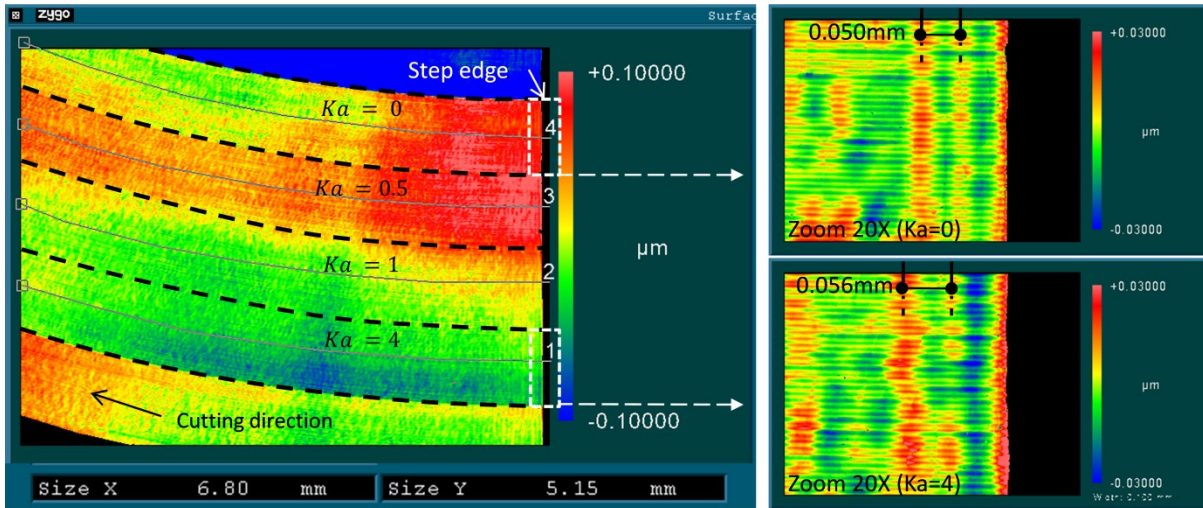 zygo
Surfac
Step edge
+0.10000
Ka = 0
4
Ka = 0.5
3
µm
Ka = 1
2
Ka = 4
1
Cutting direction
-0.10000
Size X 6.80 mm
Size Y 5.15 mm
0.050mm
+0.03000
µm
-0.03000
Zoom 20X (Ka=0)
0.056mm
+0.03000
µm
-0.03000
Zoom 20X (Ka=4)